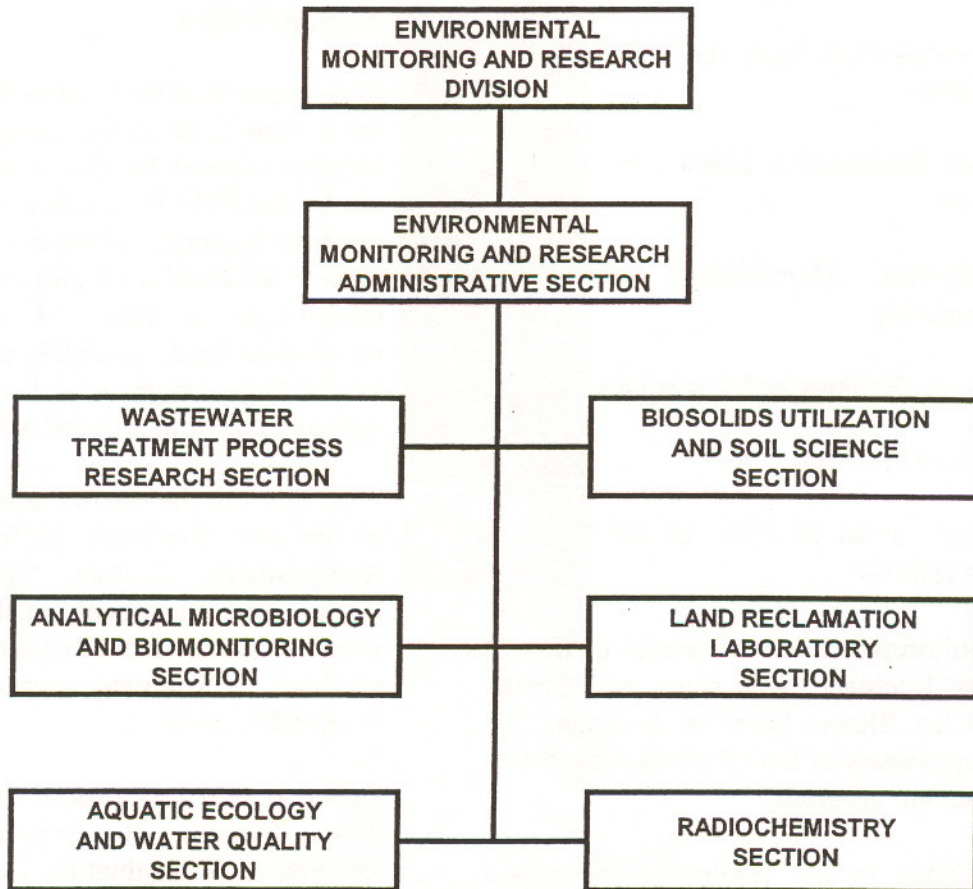 ENVIRONMENTAL
MONITORING AND RESEARCH
DIVISION
ENVIRONMENTAL
MONITORING AND RESEARCH
ADMINISTRATIVE SECTION
WASTEWATER
TREATMENT PROCESS
RESEARCH SECTION
BIOSOLIDS UTILIZATION
AND SOIL SCIENCE
SECTION
ANALYTICAL MICROBIOLOGY
AND BIOMONITORING
SECTION
LAND RECLAMATION
LABORATORY
SECTION
AQUATIC ECOLOGY
AND WATER QUALITY
SECTION
RADIOCHEMISTRY
SECTION